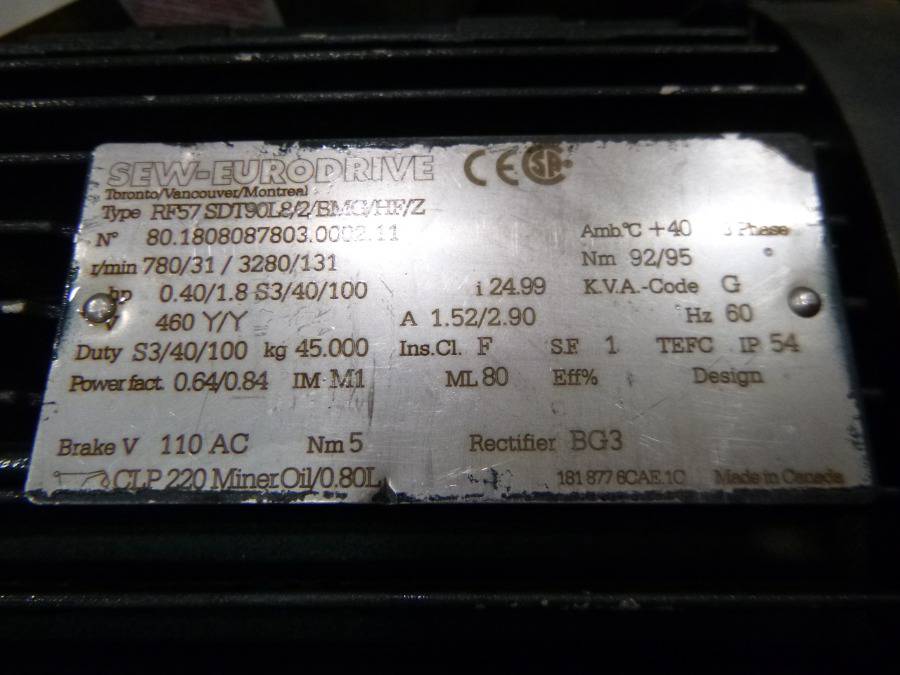 SEW-EURODRIVE CE SA
Toronto/Vancouver/Montreal
Type RF57 SDT90L8/2/BMG/HF/Z
N° 80.1808087803.0002.11 Amb°C +40 3 Phase
r/min 780/31 / 3280/131 Nm 92/95
hp 0.40/1.8 S3/40/100 i 24.99 K.V.A.-Code G
V 460 Y/Y A 1.52/2.90 Hz 60
Duty S3/40/100 kg 45.000 Ins.Cl. F S.F. 1 TEFC IP 54
Power fact. 0.64/0.84 IM M1 ML 80 Eff% Design
Brake V 110 AC Nm 5 Rectifier BG3
CLP 220 Miner.Oil/0.80L 181 877 6CAE.1C Made in Canada